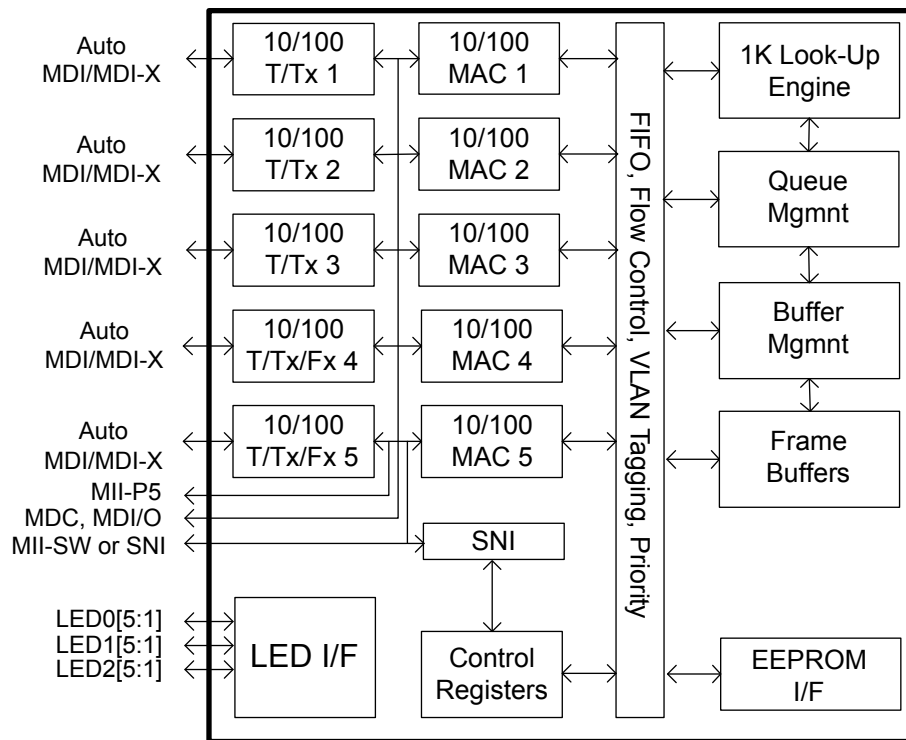 Auto
MDI/MDI-X
10/100
T/Tx 1
10/100
MAC 1
1K Look-Up
Engine
Auto
MDI/MDI-X
10/100
T/Tx 2
10/100
MAC 2
Queue
Mgmnt
Auto
MDI/MDI-X
10/100
T/Tx 3
10/100
MAC 3
Auto
MDI/MDI-X
10/100
T/Tx/Fx 4
10/100
MAC 4
Buffer
Mgmnt
Auto
MDI/MDI-X
10/100
T/Tx/Fx 5
10/100
MAC 5
Frame
Buffers
FIFO, Flow Control, VLAN Tagging, Priority
MII-P5
MDC, MDI/O
MII-SW or SNI
SNI
LED0[5:1]
LED1[5:1]
LED2[5:1]
LED I/F
Control
Registers
EEPROM
I/F